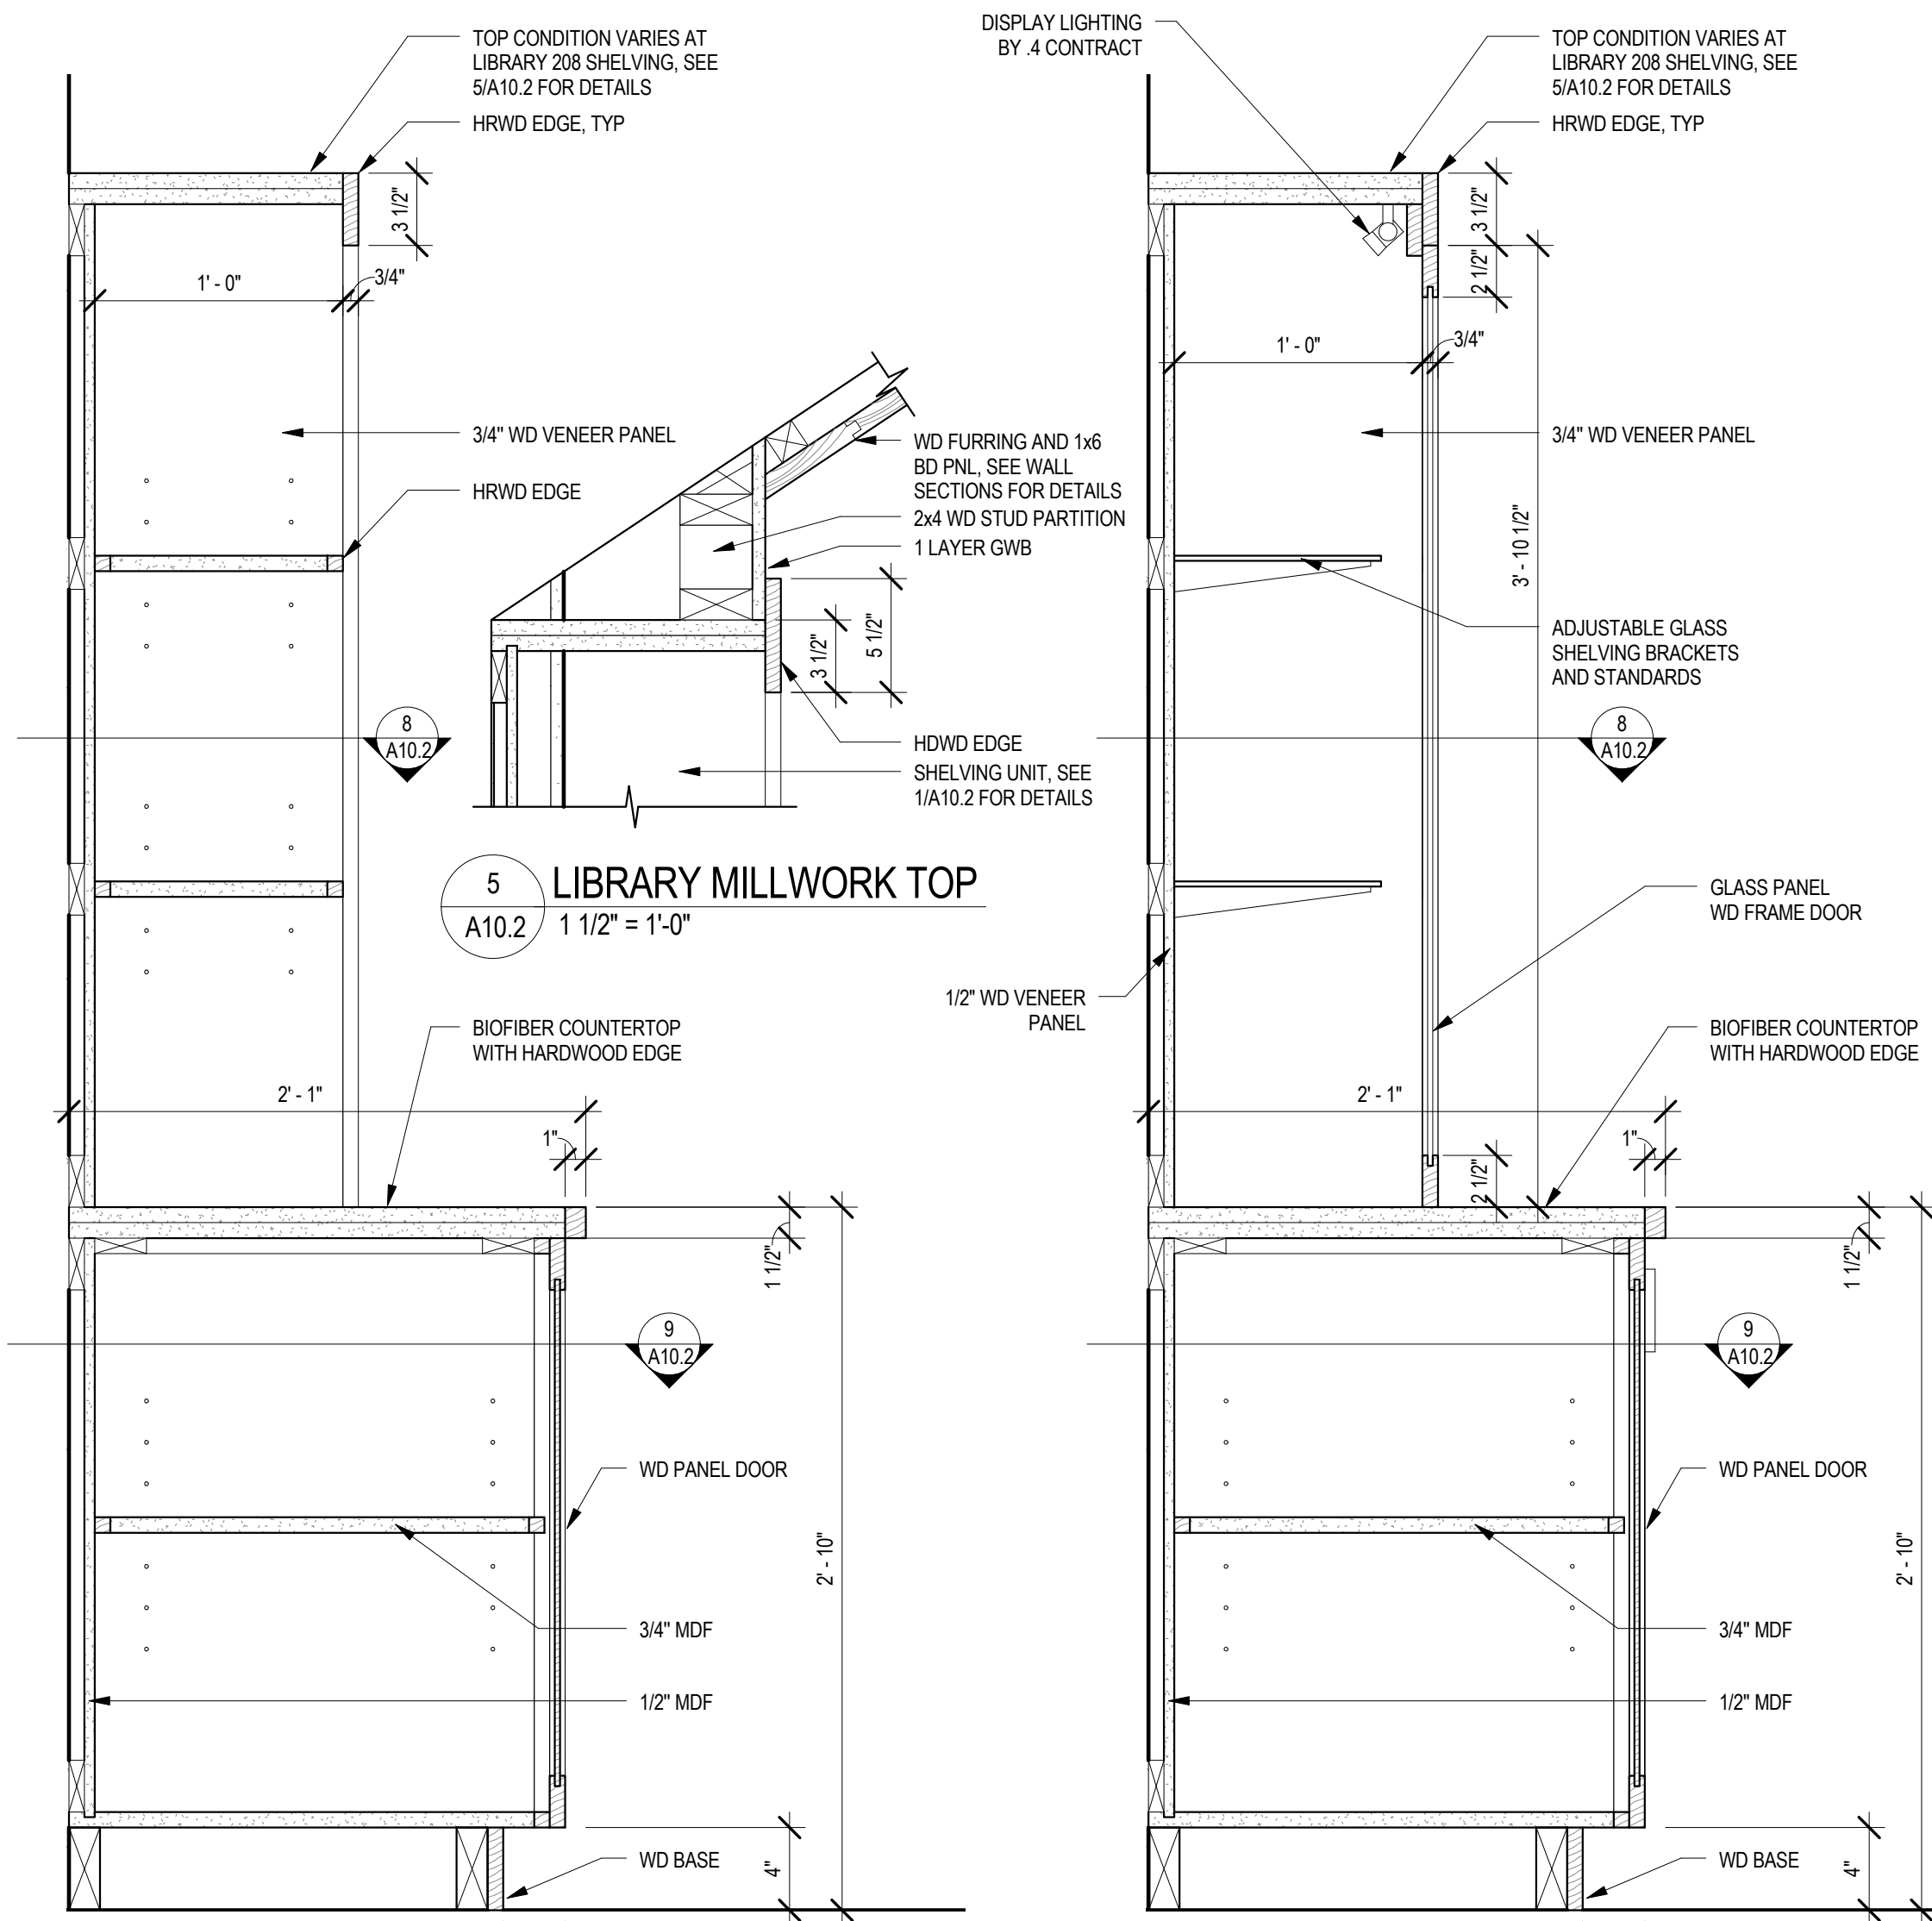 TOP CONDITION VARIES AT
LIBRARY 208 SHELVING, SEE
5/A10.2 FOR DETAILS
HRWD EDGE, TYP
3 1/2"
1' - 0"
3/4"
3/4" WD VENEER PANEL
HRWD EDGE
8
A10.2
BIOFIBER COUNTERTOP
WITH HARDWOOD EDGE
2' - 1"
1"
1 1/2"
9
A10.2
WD PANEL DOOR
2' - 10"
3/4" MDF
1/2" MDF
WD BASE
4"
WD FURRING AND 1x6
BD PNL, SEE WALL
SECTIONS FOR DETAILS
2x4 WD STUD PARTITION
1 LAYER GWB
5 1/2"
3 1/2"
HDWD EDGE
SHELVING UNIT, SEE
1/A10.2 FOR DETAILS
5
A10.2
LIBRARY MILLWORK TOP
1 1/2" = 1'-0"
DISPLAY LIGHTING
BY .4 CONTRACT
TOP CONDITION VARIES AT
LIBRARY 208 SHELVING, SEE
5/A10.2 FOR DETAILS
HRWD EDGE, TYP
3 1/2"
2 1/2"
1' - 0"
3/4"
3/4" WD VENEER PANEL
3' - 10 1/2"
ADJUSTABLE GLASS
SHELVING BRACKETS
AND STANDARDS
8
A10.2
GLASS PANEL
WD FRAME DOOR
1/2" WD VENEER
PANEL
BIOFIBER COUNTERTOP
WITH HARDWOOD EDGE
2' - 1"
1"
2 1/2"
1 1/2"
9
A10.2
WD PANEL DOOR
2' - 10"
3/4" MDF
1/2" MDF
WD BASE
4"